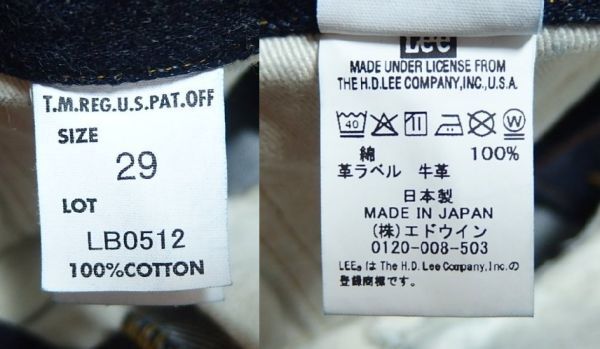 T.M.REG.U.S.PAT.OFF
SIZE
29
LOT
LB0512
100%COTTON
Lee
MADE UNDER LICENSE FROM
THE H.D.LEE COMPANY,INC.,U.S.A.
40
綿 100%
革ラベル 牛革
日本製
MADE IN JAPAN
(株)エドウイン
0120-008-503
LEE® は The H.D. Lee Company, Inc. の
登録商標です。